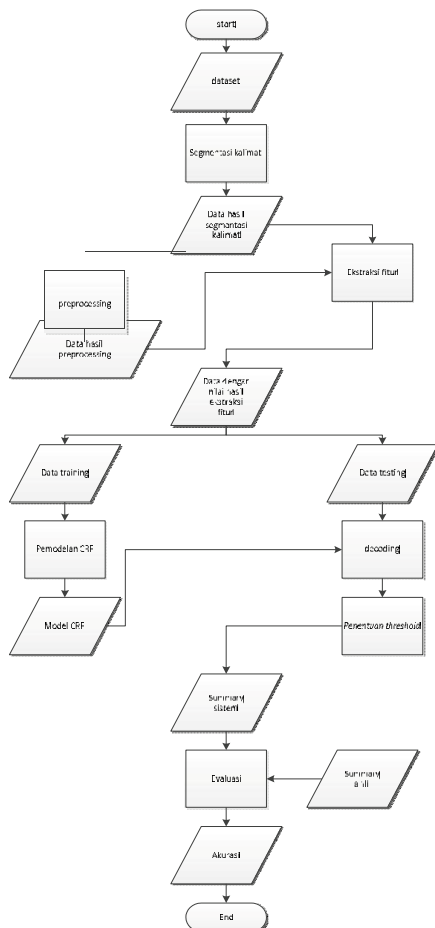 start
dataset
Segmentasi kalimat
Data hasil
segmentasi
kalimat
Ekstraksi fitur
preprocessing
Data hasil
preprocessing
Data dengan
nilai hasil
ekstraksi
fitur
Data training
Data testing
Pemodelan CRF
decoding
Model CRF
Penentuan threshold
Summary
sistem
Evaluasi
Summary
ahli
Akurasi
End